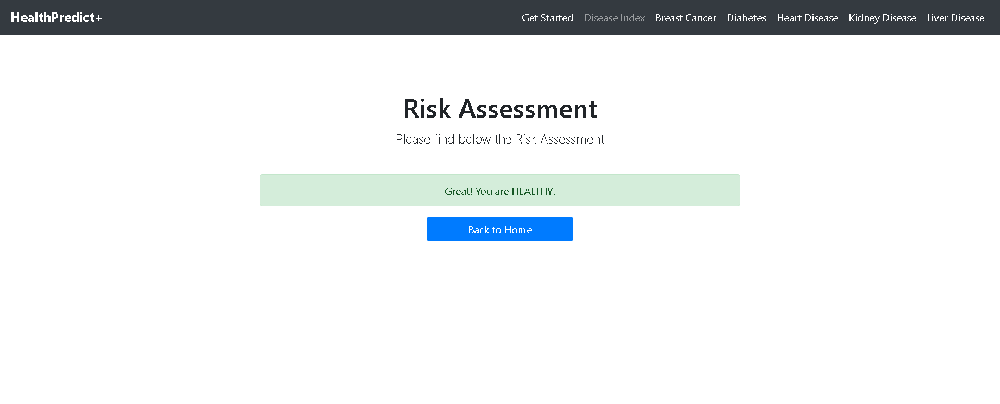 HealthPredict+
Get Started Disease Index Breast Cancer Diabetes Heart Disease Kidney Disease Liver Disease
Risk Assessment
Please find below the Risk Assessment
Great! You are HEALTHY.
Back to Home